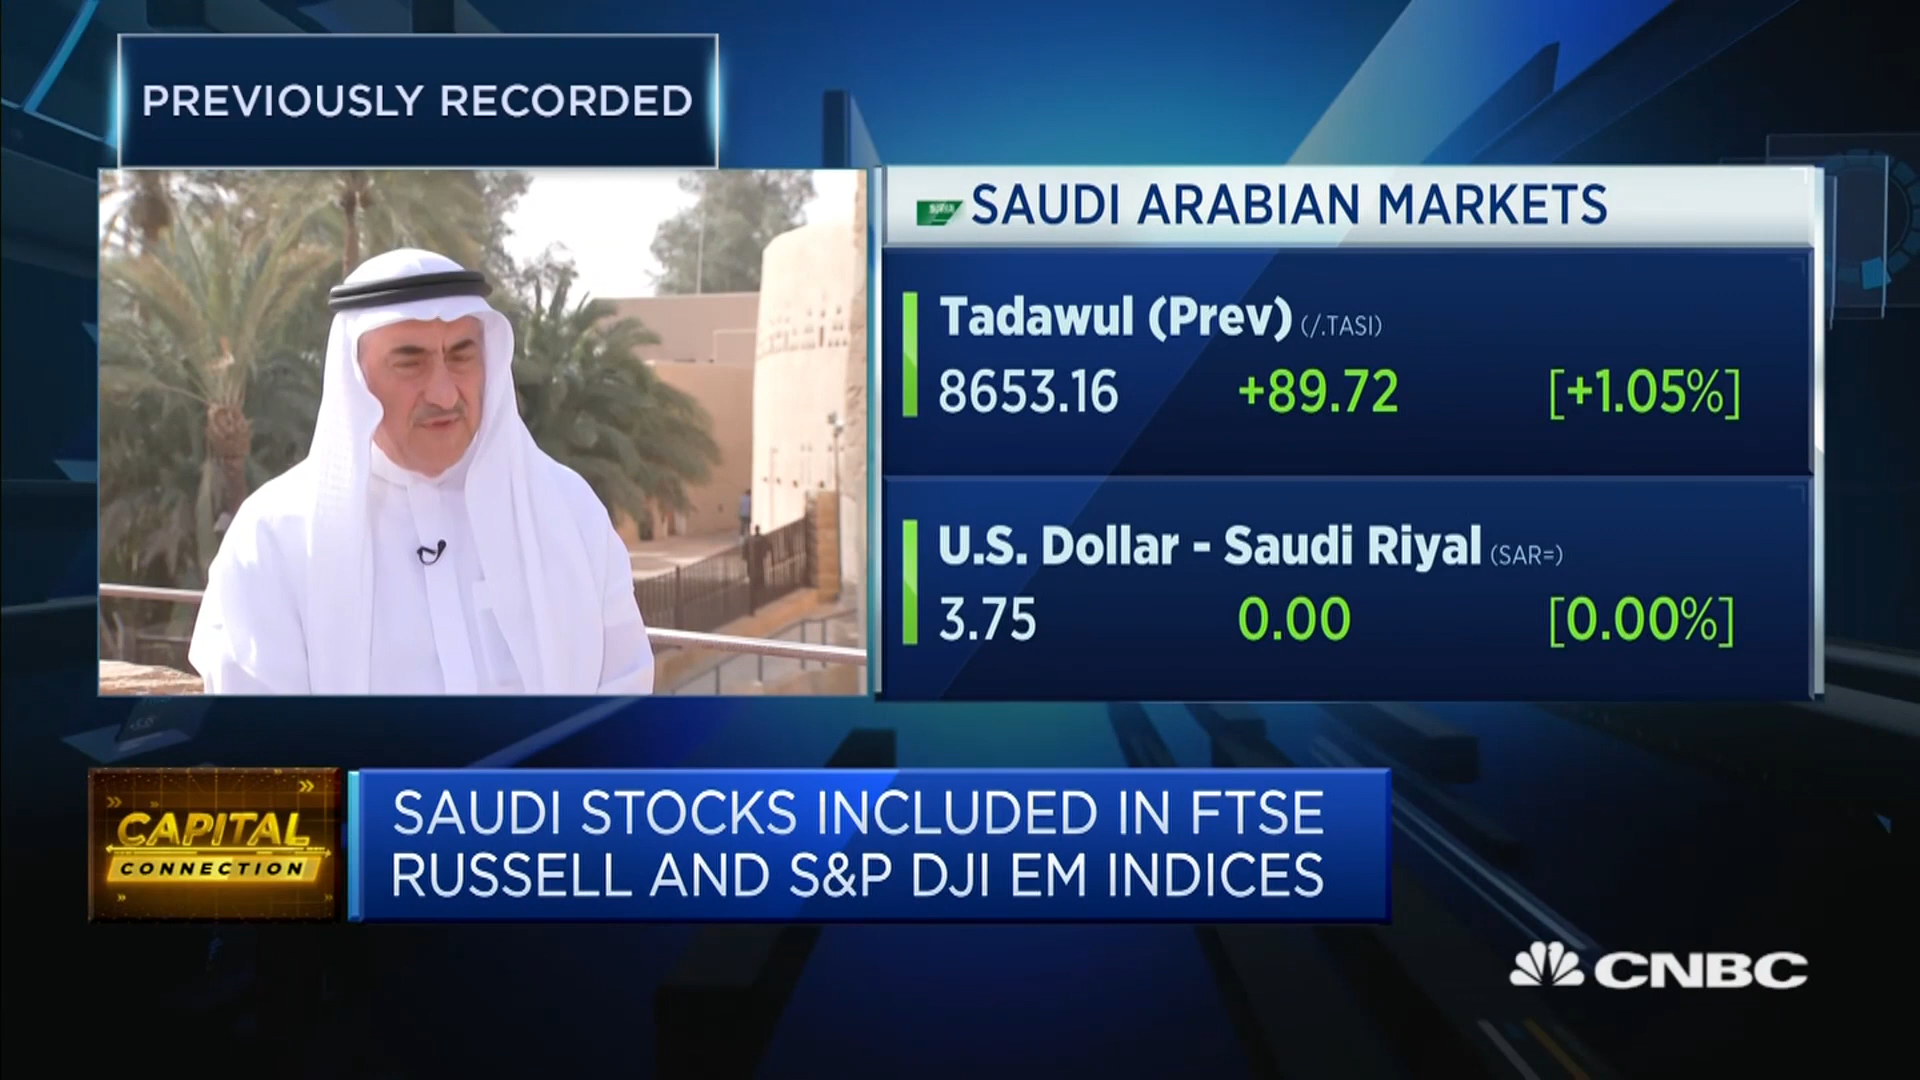 PREVIOUSLY RECORDED
SAUDI ARABIAN MARKETS
Tadawul (Prev) (/.TASI)
8653.16 +89.72 [+1.05%]
U.S. Dollar - Saudi Riyal (SAR=)
3.75 0.00 [0.00%]
CAPITAL
CONNECTION
SAUDI STOCKS INCLUDED IN FTSE
RUSSELL AND S&P DJI EM INDICES
CNBC